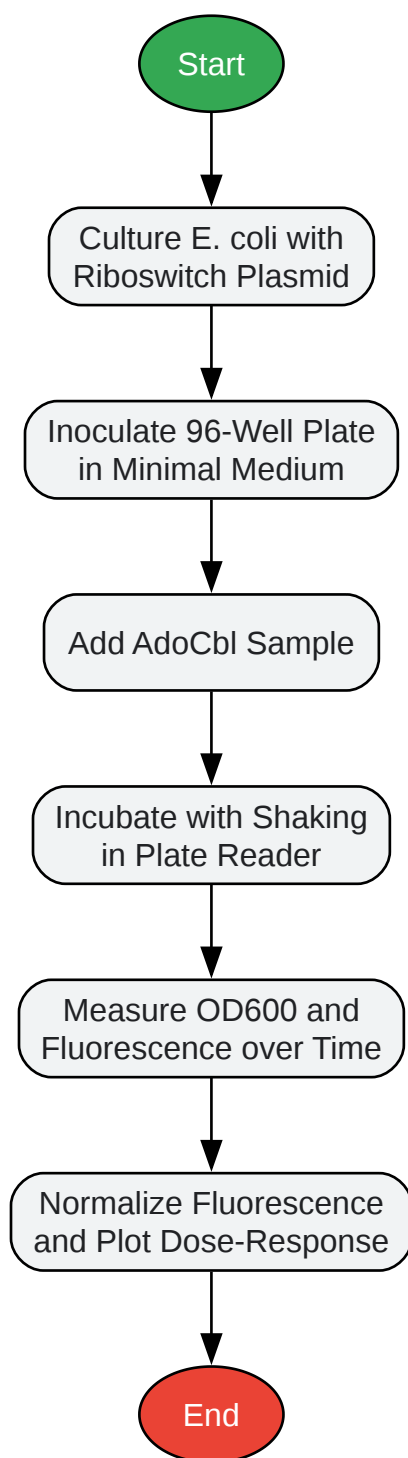 Start
Culture E. coli with
Riboswitch Plasmid
Inoculate 96-Well Plate
in Minimal Medium
Add AdoCbl Sample
Incubate with Shaking
in Plate Reader
Measure OD600 and
Fluorescence over Time
Normalize Fluorescence
and Plot Dose-Response
End